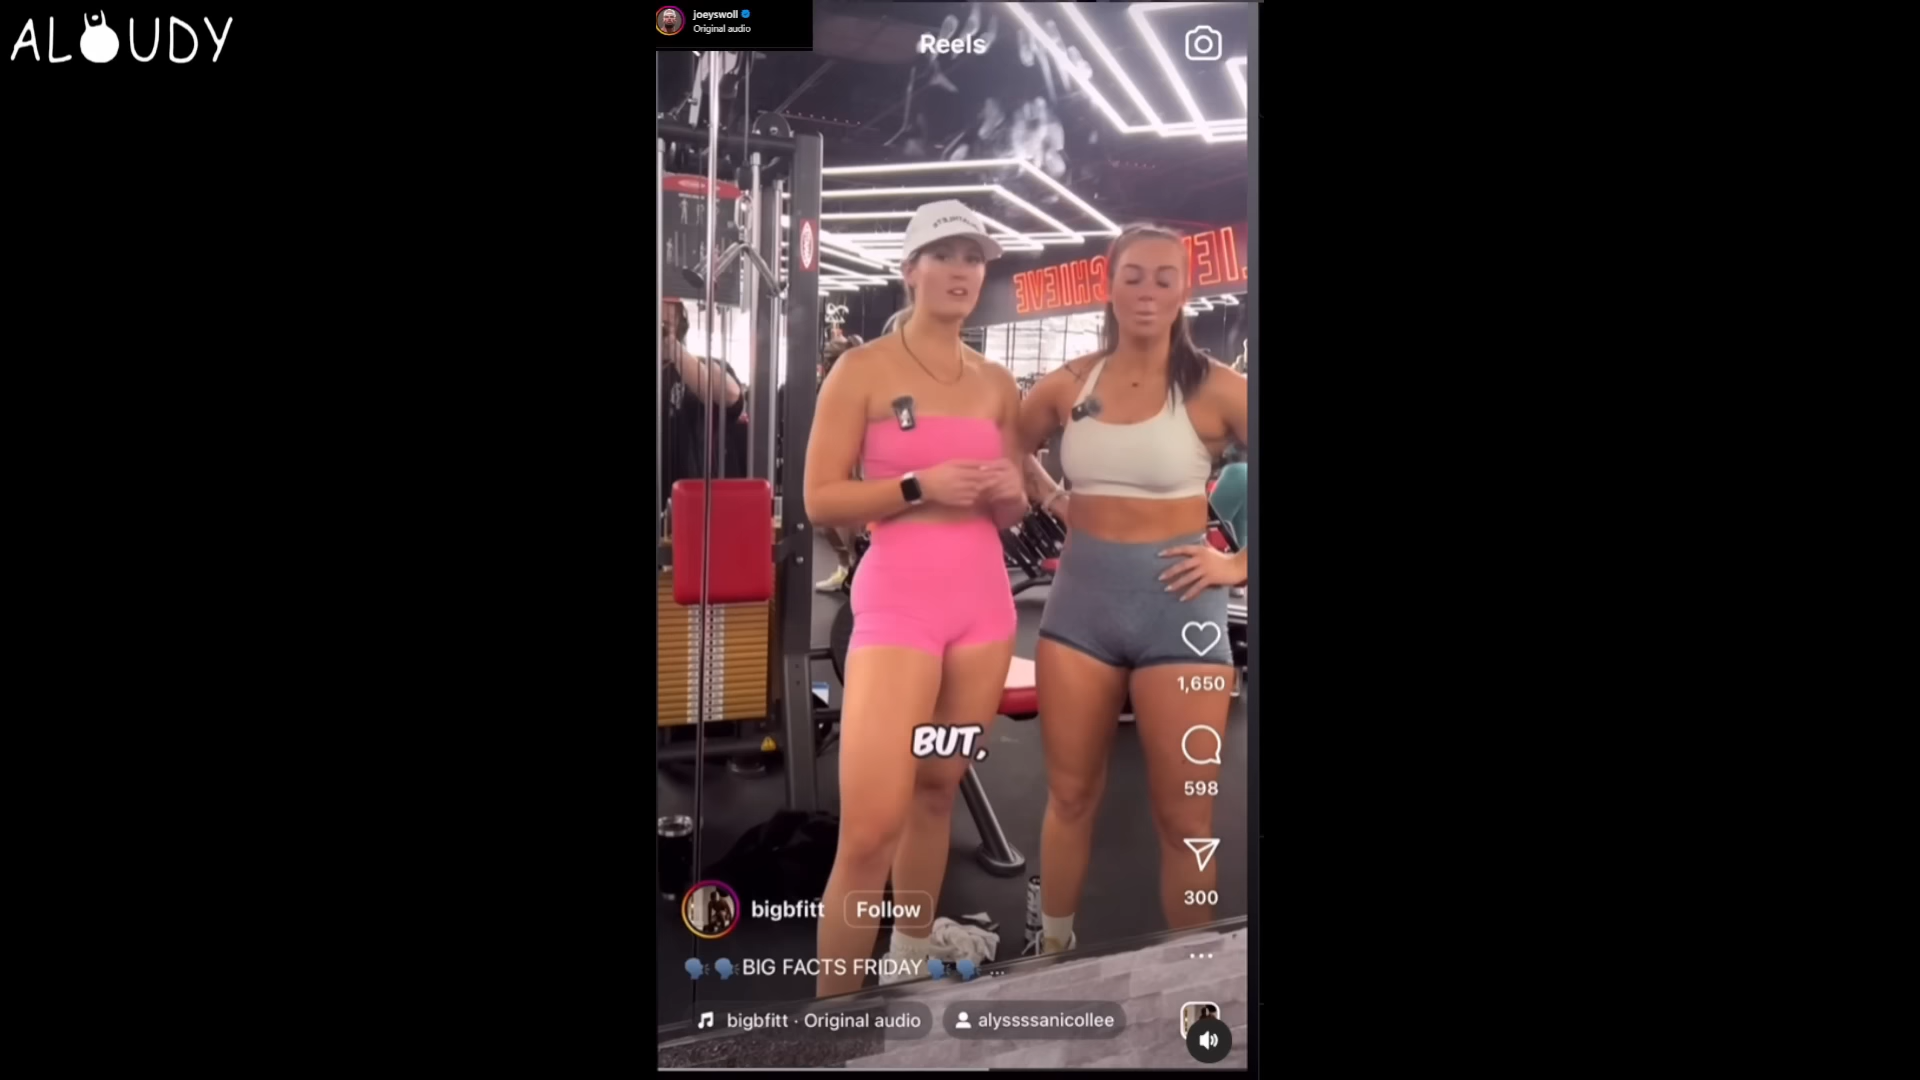 ALOUDY
joeyswoll
Original audio
Reels
CHIEVE
BUT,
1,650
598
300
bigbfitt
Follow
BIG FACTS FRIDAY ...
bigbfitt · Original audio
alyssssanicollee